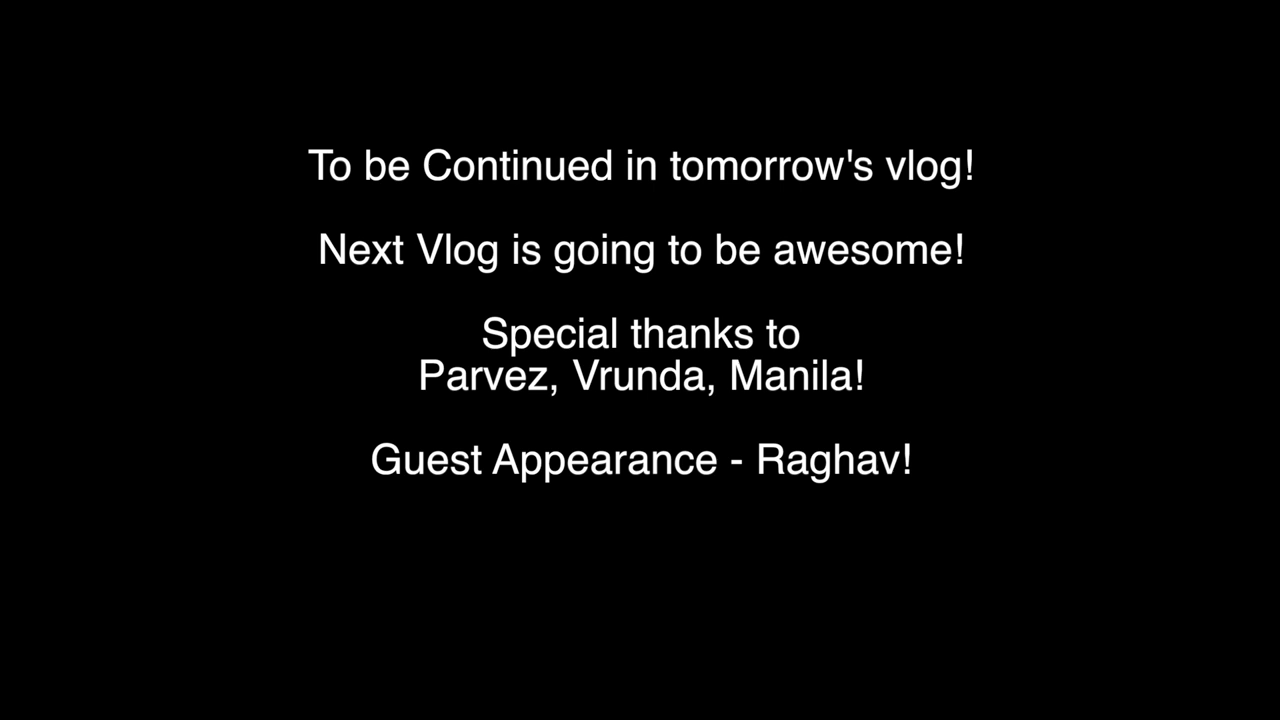 To be Continued in tomorrow's vlog!
Next Vlog is going to be awesome!
Special thanks to
Parvez, Vrunda, Manila!
Guest Appearance - Raghav!